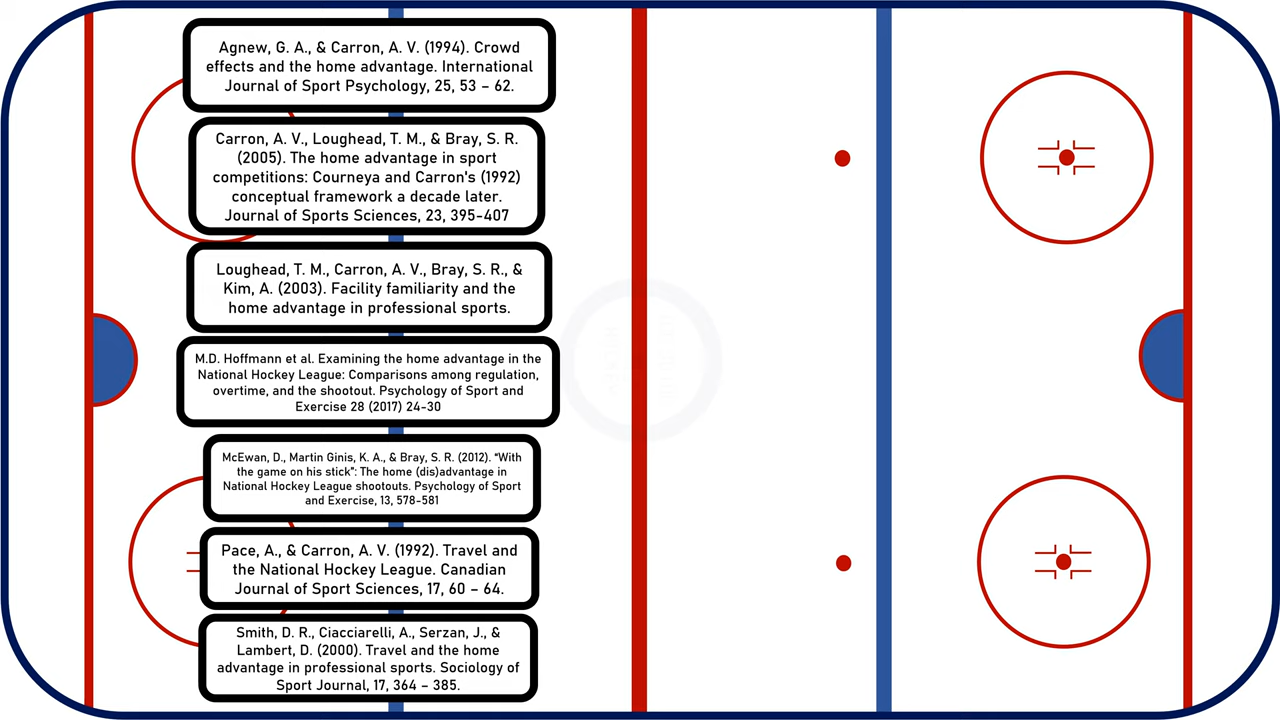 Agnew, G. A., & Carron, A. V. (1994). Crowd
effects and the home advantage. International
Journal of Sport Psychology, 25, 53 – 62.
Carron, A. V., Loughead, T. M., & Bray, S. R.
(2005). The home advantage in sport
competitions: Courneya and Carron's (1992)
conceptual framework a decade later.
Journal of Sports Sciences, 23, 395-407
Loughead, T. M., Carron, A. V., Bray, S. R., &
Kim, A. (2003). Facility familiarity and the
home advantage in professional sports.
M.D. Hoffmann et al. Examining the home advantage in the
National Hockey League: Comparisons among regulation,
overtime, and the shootout. Psychology of Sport and
Exercise 28 (2017) 24-30
McEwan, D., Martin Ginis, K. A., & Bray, S. R. (2012). “With
the game on his stick”: The home (dis)advantage in
National Hockey League shootouts. Psychology of Sport
and Exercise, 13, 578-581
Pace, A., & Carron, A. V. (1992). Travel and
the National Hockey League. Canadian
Journal of Sport Sciences, 17, 60 – 64.
Smith, D. R., Ciacciarelli, A., Serzan, J., &
Lambert, D. (2000). Travel and the home
advantage in professional sports. Sociology of
Sport Journal, 17, 364 – 385.